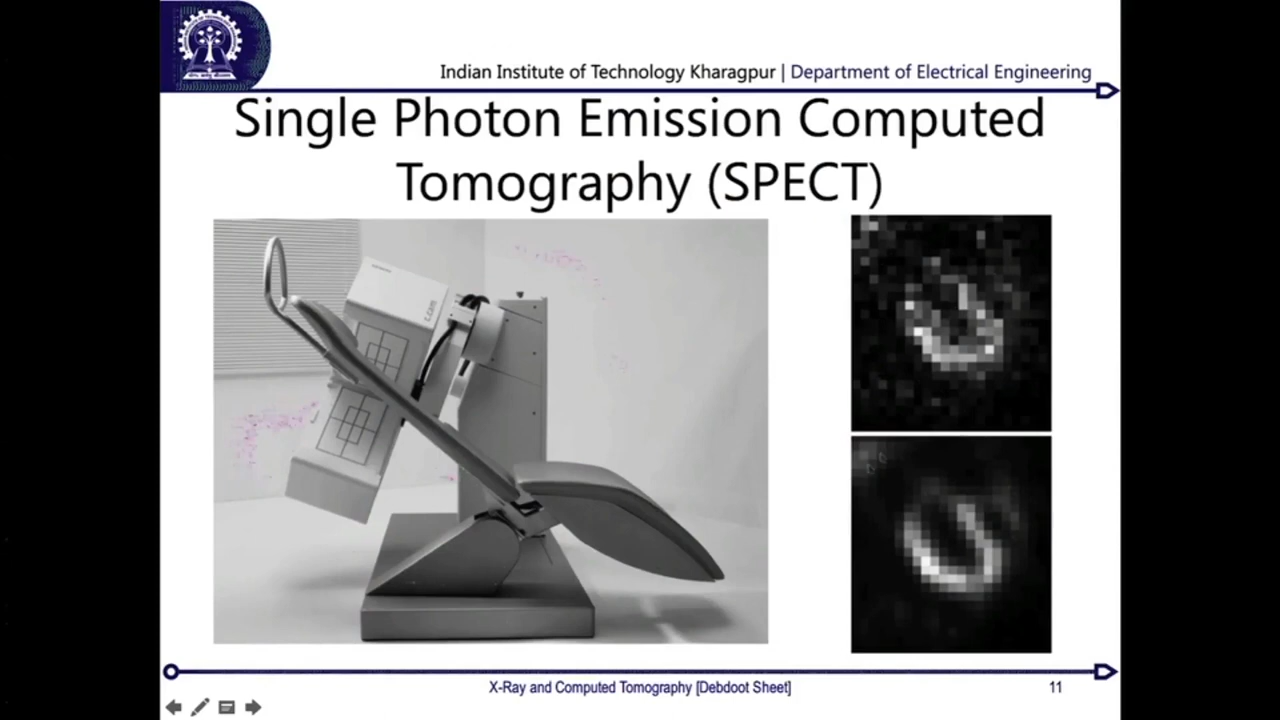 Indian Institute of Technology Kharagpur | Department of Electrical Engineering
Single Photon Emission Computed
Tomography (SPECT)
X-Ray and Computed Tomography [Debdoot Sheet]
11